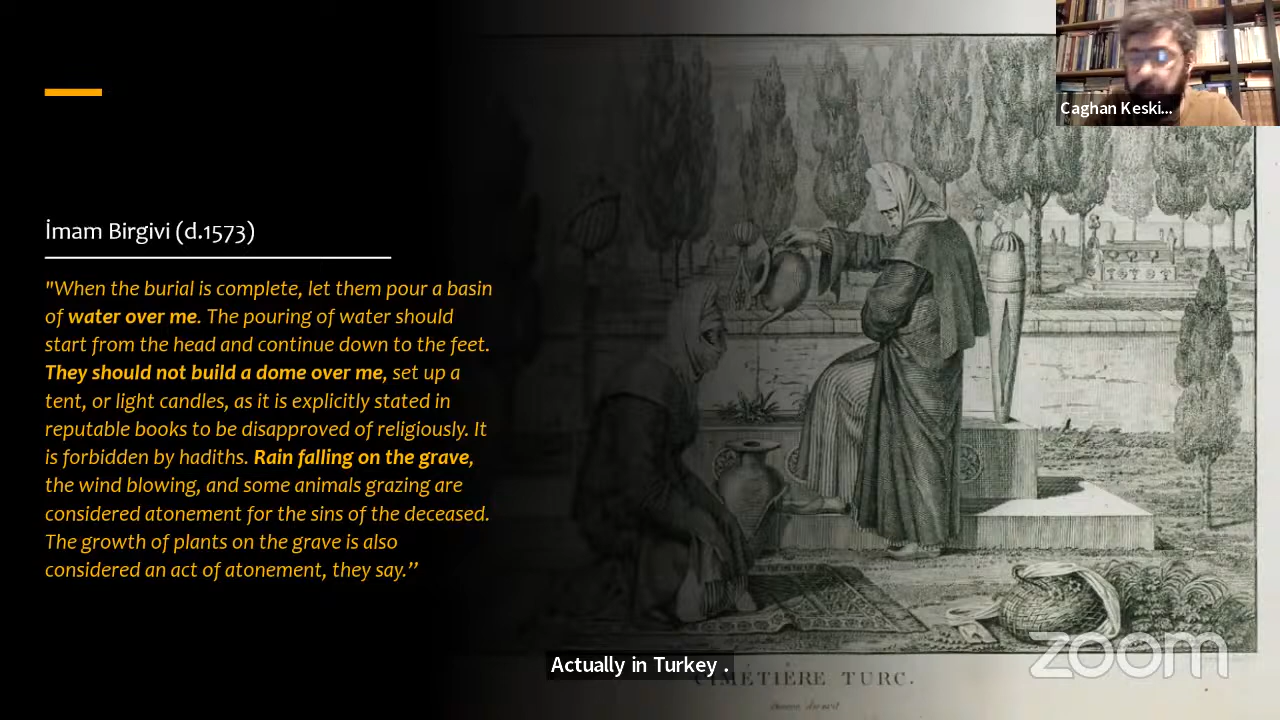 Caghan Keski...
İmam Birgivi (d.1573)
"When the burial is complete, let them pour a basin
of water over me. The pouring of water should
start from the head and continue down to the feet.
They should not build a dome over me, set up a
tent, or light candles, as it is explicitly stated in
reputable books to be disapproved of religiously. It
is forbidden by hadiths. Rain falling on the grave,
the wind blowing, and some animals grazing are
considered atonement for the sins of the deceased.
The growth of plants on the grave is also
considered an act of atonement, they say.”
Actually in Turkey .
zoom
CIMÉTIÈRE TURC.